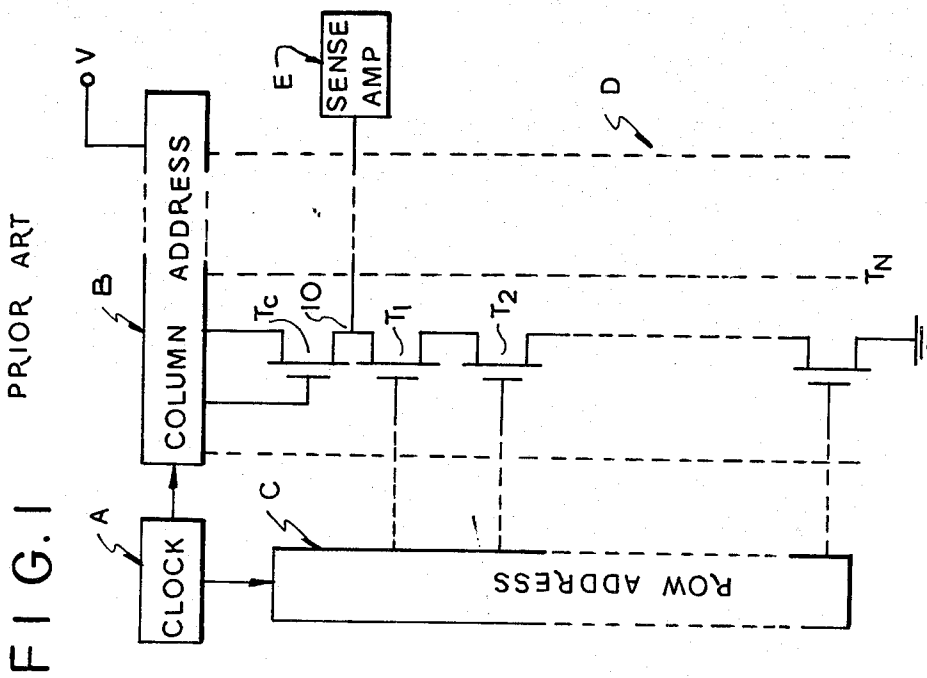 FIG. 1
PRIOR ART
CLOCK
A
COLUMN ADDRESS
B
V
SENSE
AMP
E
Tc
10
T1
T2
TN
D
C
ROW ADDRESS